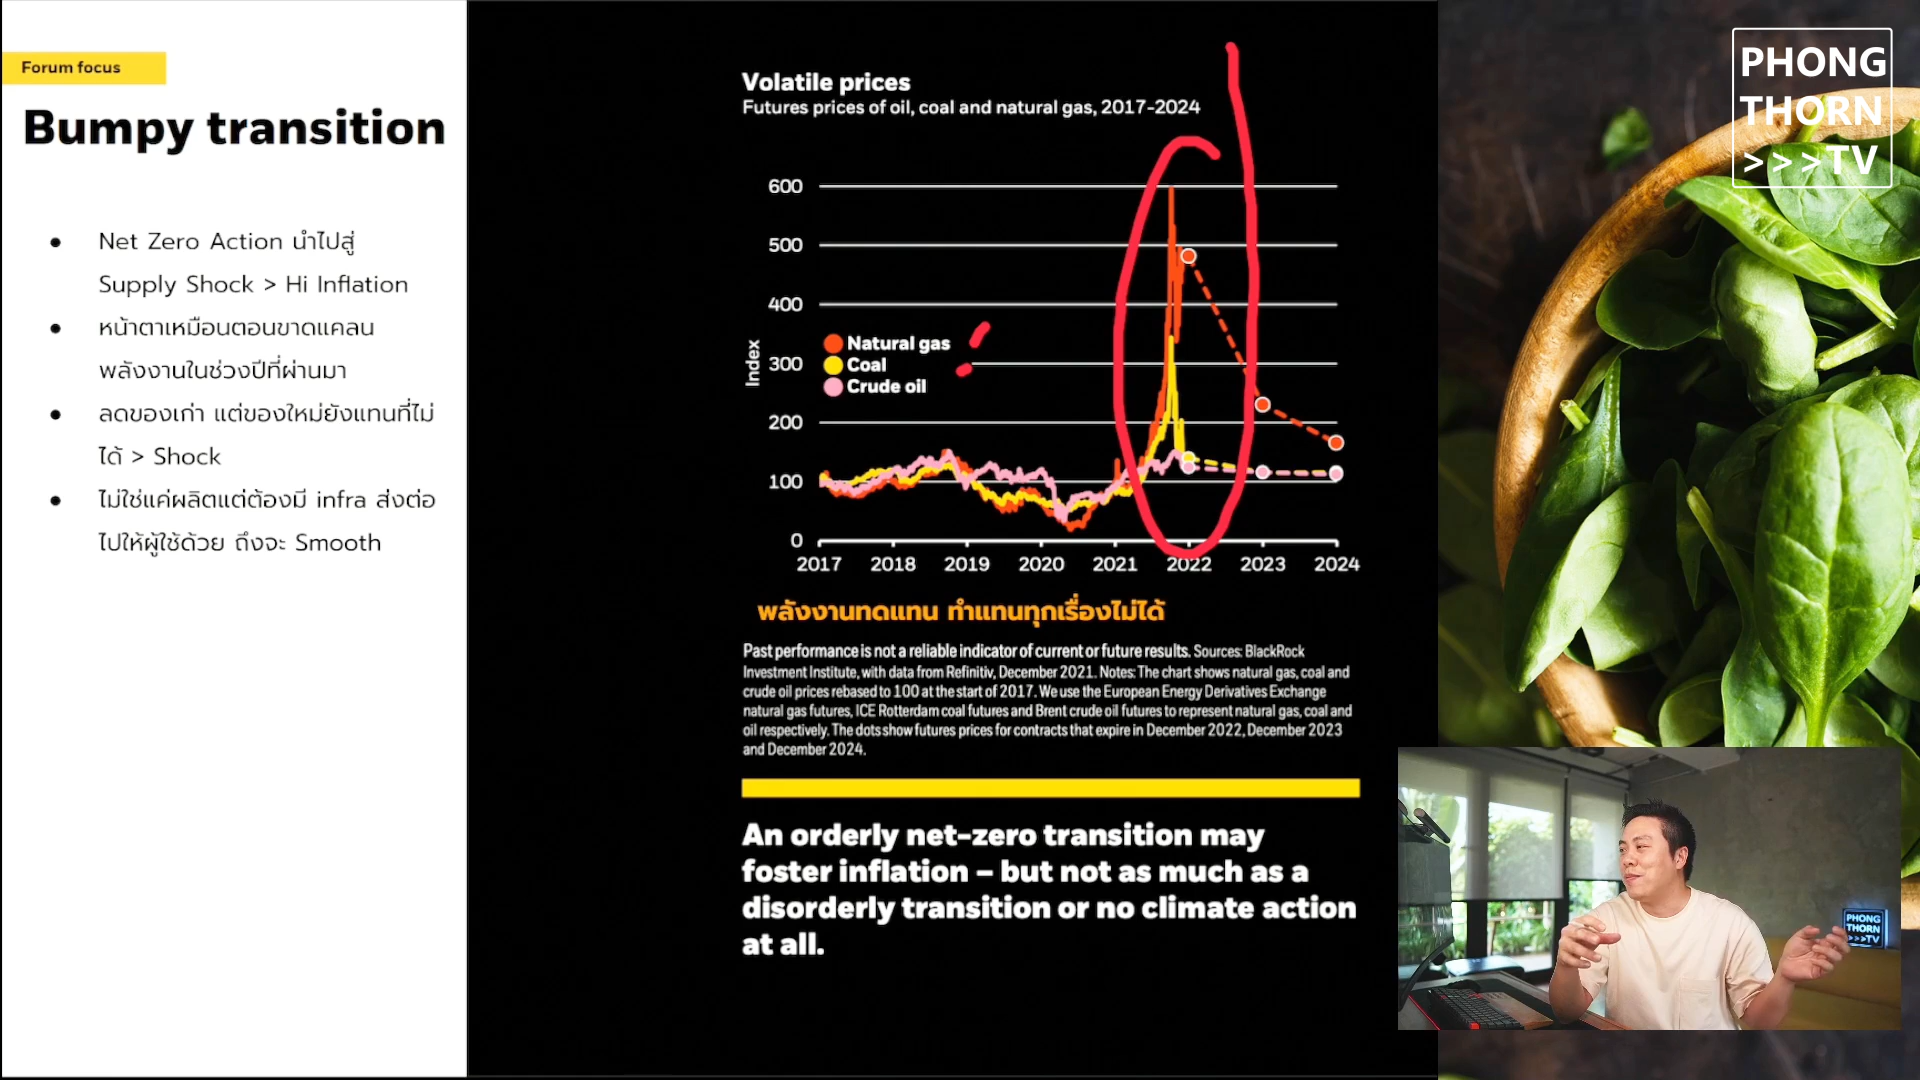 Forum focus
Bumpy transition
● Net Zero Action นำไปสู่
Supply Shock > Hi Inflation
● หน้าตาเหมือนตอนขาดแคลน
พลังงานในช่วงปีที่ผ่านมา
● ลดของเก่า แต่ของใหม่ยังแทนที่ไม่
ได้ > Shock
● ไม่ใช่แค่ผลิตแต่ต้องมี infra ส่งต่อ
ไปให้ผู้ใช้ด้วย ถึงจะ Smooth
Volatile prices
Futures prices of oil, coal and natural gas, 2017-2024
600
500
400
300
200
100
0
Index
Natural gas
Coal
Crude oil
2017 2018 2019 2020 2021 2022 2023 2024
พลังงานทดแทน ทำแทนทุกเรื่องไม่ได้
Past performance is not a reliable indicator of current or future results. Sources: BlackRock
Investment Institute, with data from Refinitiv, December 2021. Notes: The chart shows natural gas, coal and
crude oil prices rebased to 100 at the start of 2017. We use the European Energy Derivatives Exchange
natural gas futures, ICE Rotterdam coal futures and Brent crude oil futures to represent natural gas, coal and
oil respectively. The dots show futures prices for contracts that expire in December 2022, December 2023
and December 2024.
An orderly net-zero transition may
foster inflation – but not as much as a
disorderly transition or no climate action
at all.
PHONG
THORN
>>>TV
PHONG
THORN
>>>TV